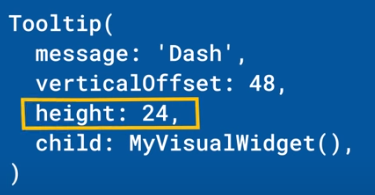 Tooltip(
  message: 'Dash',
  verticalOffset: 48,
  height: 24,
  child: MyVisualWidget(),
)